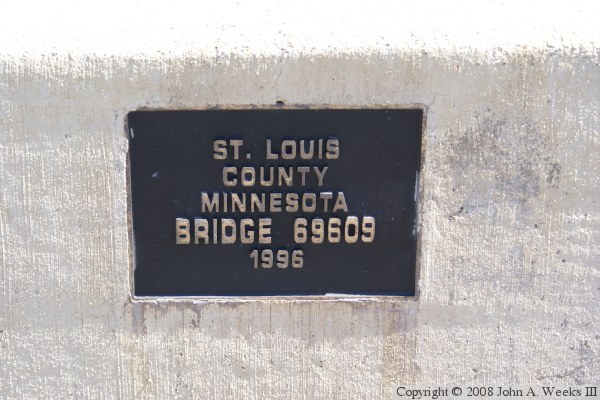 ST. LOUIS
COUNTY
MINNESOTA
BRIDGE 69609
1996
Copyright © 2008 John A. Weeks III